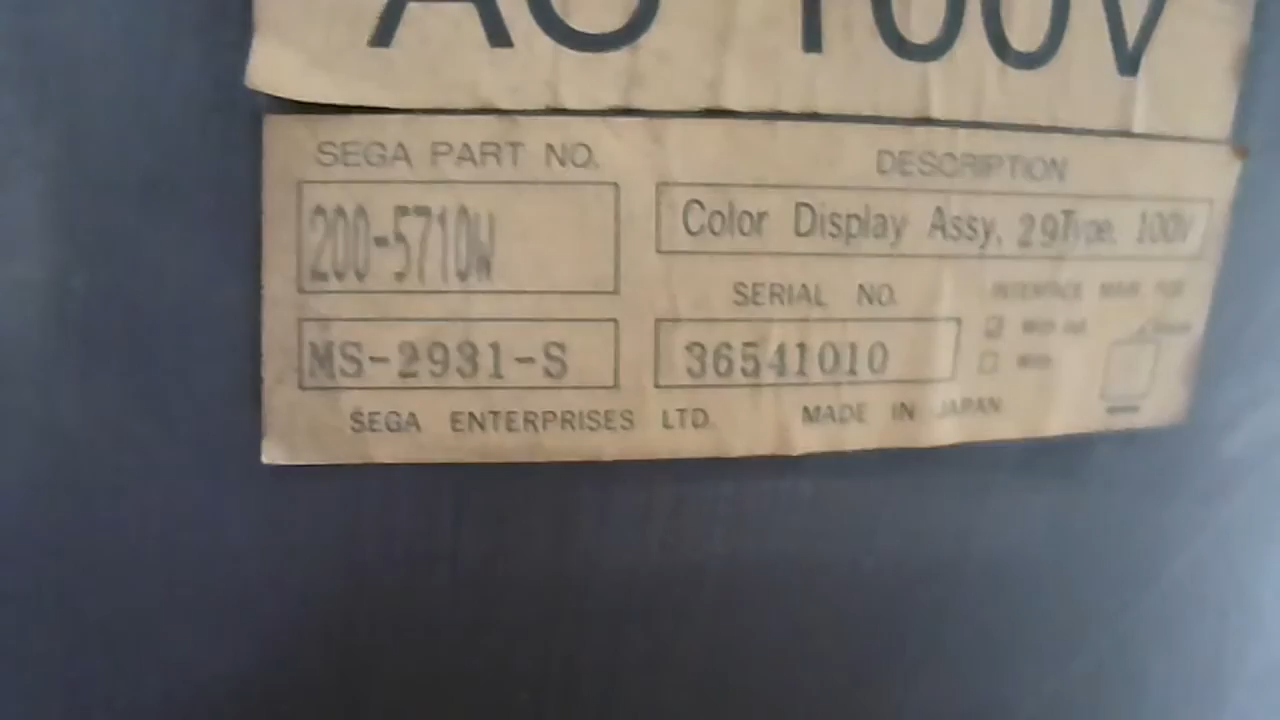 AC 100V
SEGA PART NO.
DESCRIPTION
200-5710W
Color Display Assy, 29Type, 100V
SERIAL NO.
MS-2931-S
36541010
SEGA ENTERPRISES LTD. MADE IN JAPAN